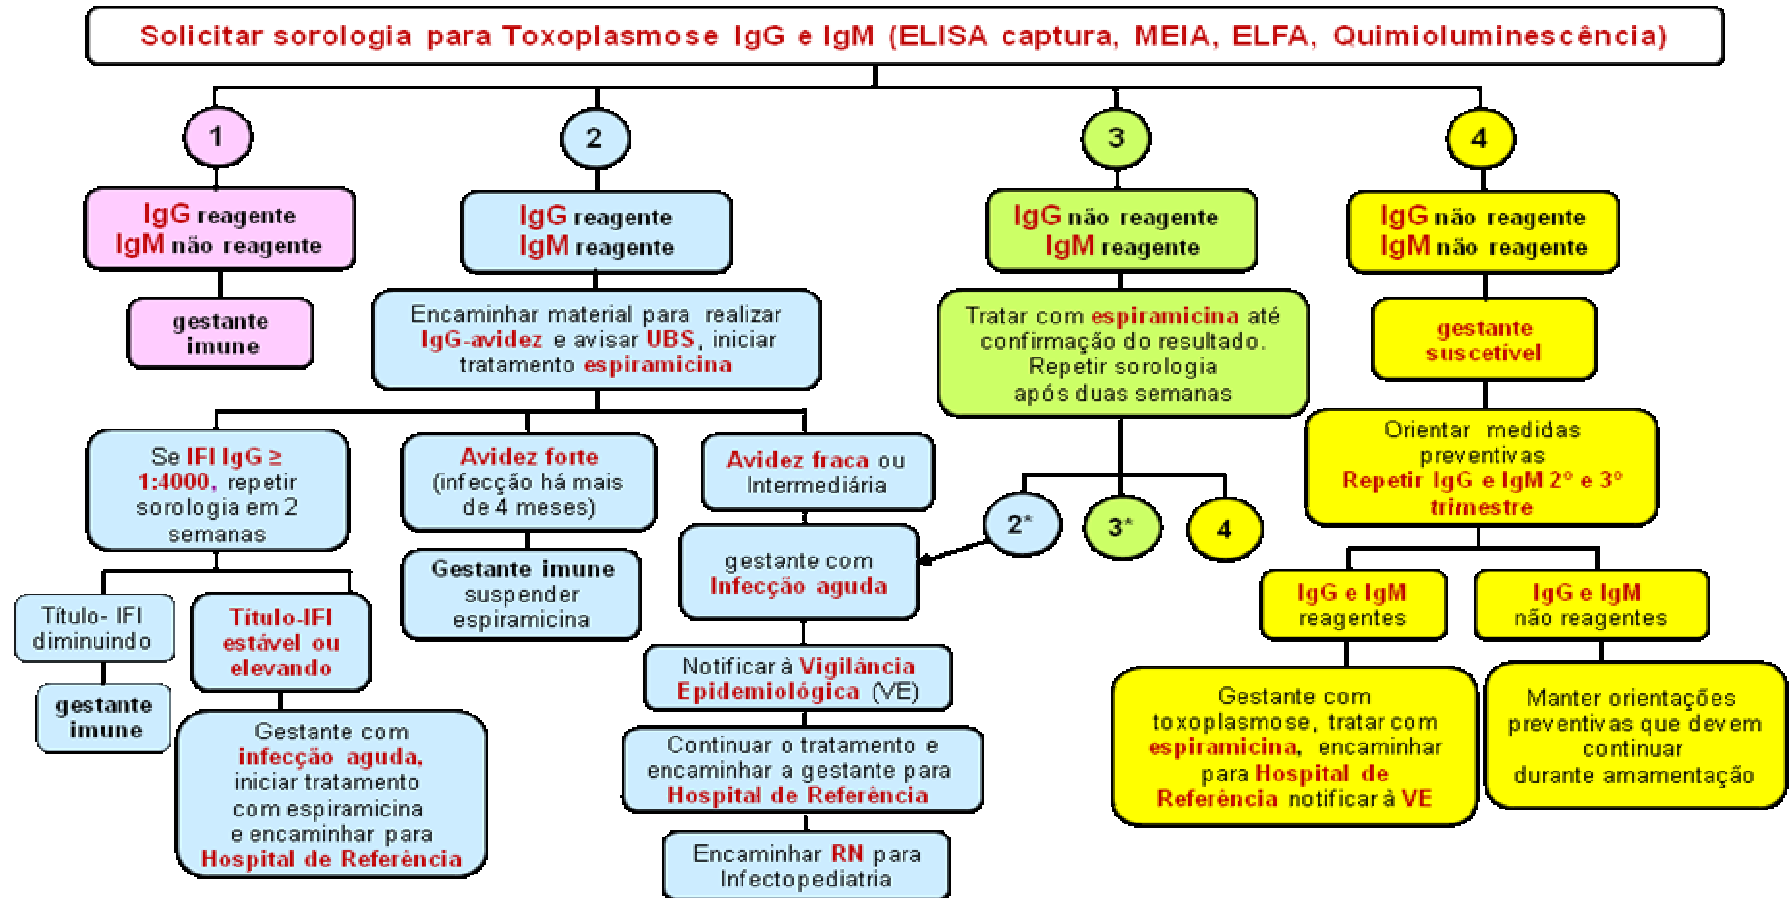 Solicitar sorologia para Toxoplasmose IgG e IgM (ELISA captura, MEIA, ELFA, Quimioluminescência)
1
2
3
4
IgG reagente
IgM não reagente
IgG reagente
IgM reagente
IgG não reagente
IgM reagente
IgG não reagente
IgM não reagente
gestante
imune
Encaminhar material para realizar
IgG-avidez e avisar UBS, iniciar
tratamento espiramicina
Tratar com espiramicina até
confirmação do resultado.
Repetir sorologia
após duas semanas
gestante
suscetível
Se IFI IgG ≥
1:4000, repetir
sorologia em 2
semanas
Avidez forte
(infecção há mais
de 4 meses)
Avidez fraca ou
Intermediária
2*
3*
4
Orientar medidas
preventivas
Repetir IgG e IgM 2° e 3°
trimestre
Gestante imune
suspender
espiramicina
gestante com
Infecção aguda
Título- IFI
diminuindo
Título-IFI
estável ou
elevando
IgG e IgM
reagentes
IgG e IgM
não reagentes
gestante
imune
Gestante com
infecção aguda,
iniciar tratamento
com espiramicina
e encaminhar para
Hospital de Referência
Notificar à Vigilância
Epidemiológica (VE)
Continuar o tratamento e
encaminhar a gestante para
Hospital de Referência
Encaminhar RN para
Infectopediatria
Gestante com
toxoplasmose, tratar com
espiramicina, encaminhar
para Hospital de
Referência notificar à VE
Manter orientações
preventivas que devem
continuar
durante amamentação